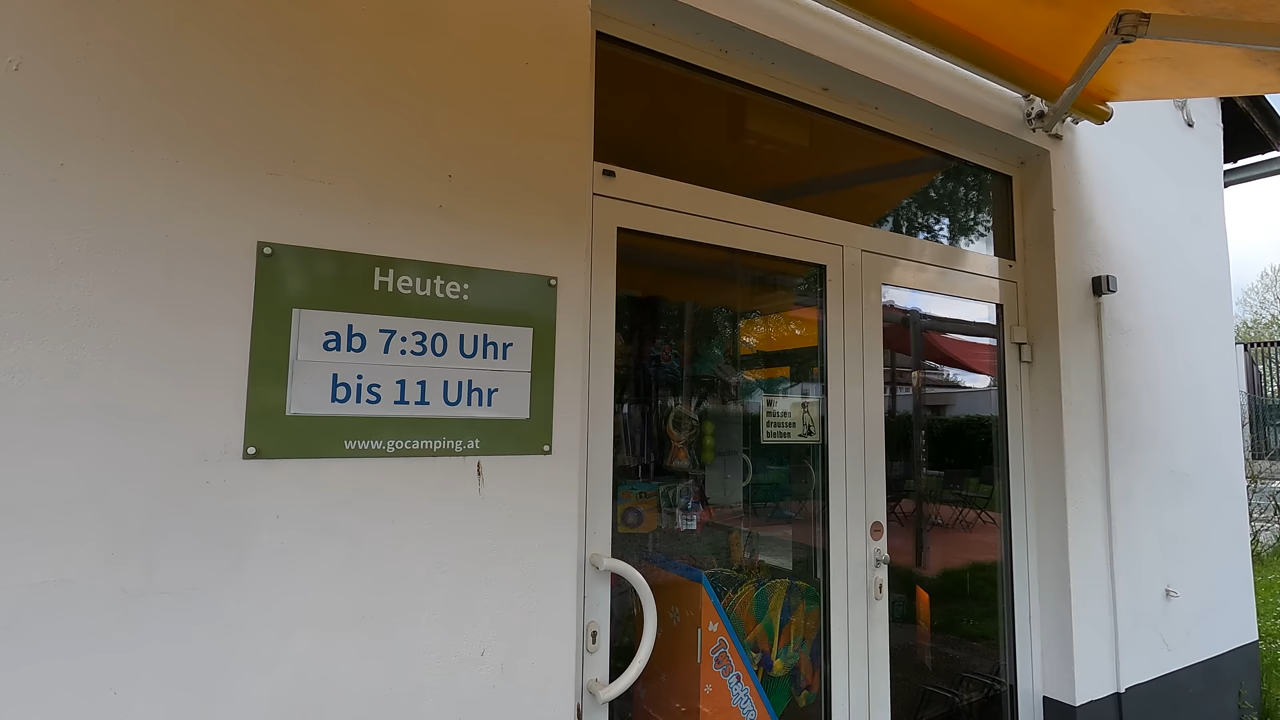 Heute:
ab 7:30 Uhr
bis 11 Uhr
www.gocamping.at
Wir
müssen
draussen
bleiben